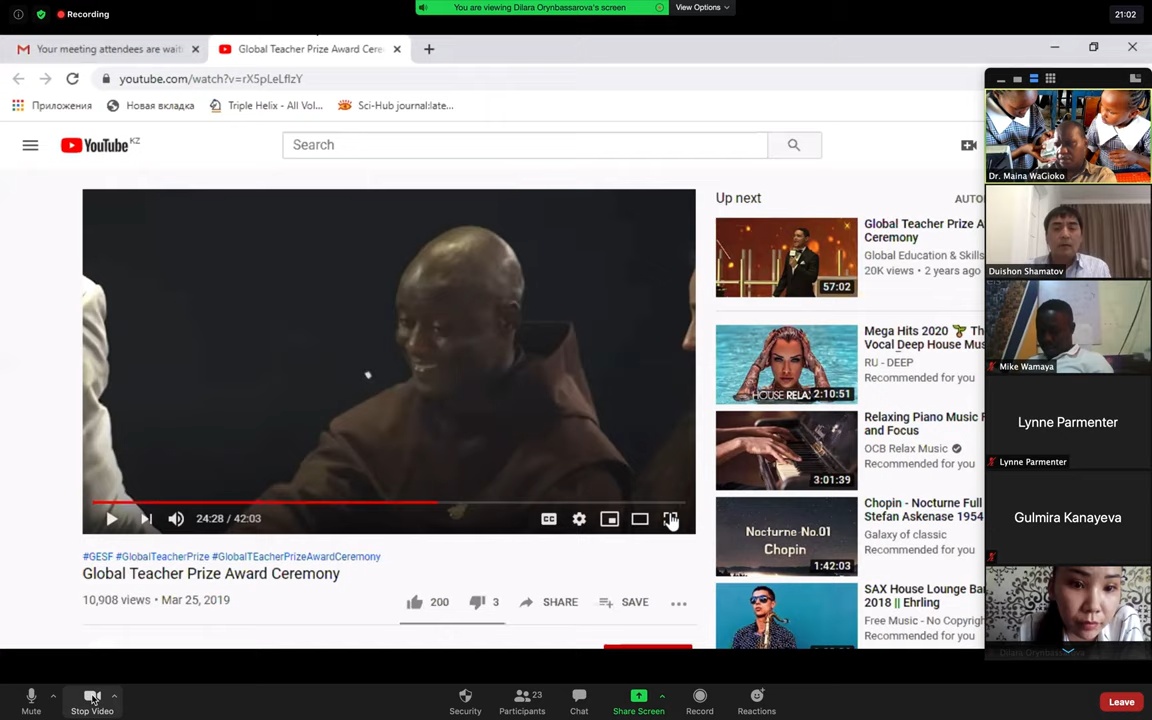 Recording
You are viewing Dilara Orynbassarova's screen
View Options
21:02
Your meeting attendees are wait
Global Teacher Prize Award Cere
youtube.com/watch?v=rX5pLeLflzY
Приложения
Новая вкладка
Triple Helix - All Vol...
Sci-Hub journal:late...
YouTube KZ
Search
Up next
AUTO
Global Teacher Prize A
Ceremony
Global Education & Skills
20K views • 2 years ago
57:02
Mega Hits 2020 🌱 Th
Vocal Deep House Mus
RU - DEEP
Recommended for you
HOUSE RELA
2:10:51
Relaxing Piano Music F
and Focus
OCB Relax Music
Recommended for you
3:01:39
Chopin - Nocturne Full
Stefan Askenase 1954
Galaxy of classic
Recommended for you
NOCTURNE NO.01
Chopin
1:42:03
SAX House Lounge Ba
2018 || Ehrling
Free Music - No Copyrigh
Recommended for you
24:28 / 42:03
#GESF #GlobalTeacherPrize #GlobalTEacherPrizeAwardCeremony
Global Teacher Prize Award Ceremony
10,908 views • Mar 25, 2019
200
3
SHARE
SAVE
Dr. Maina WaGioko
Duishon Shamatov
Mike Wamaya
Lynne Parmenter
Lynne Parmenter
Gulmira Kanayeva
Dilara Orynbassarova
Mute
Stop Video
Security
Participants
23
Chat
Share Screen
Record
Reactions
Leave